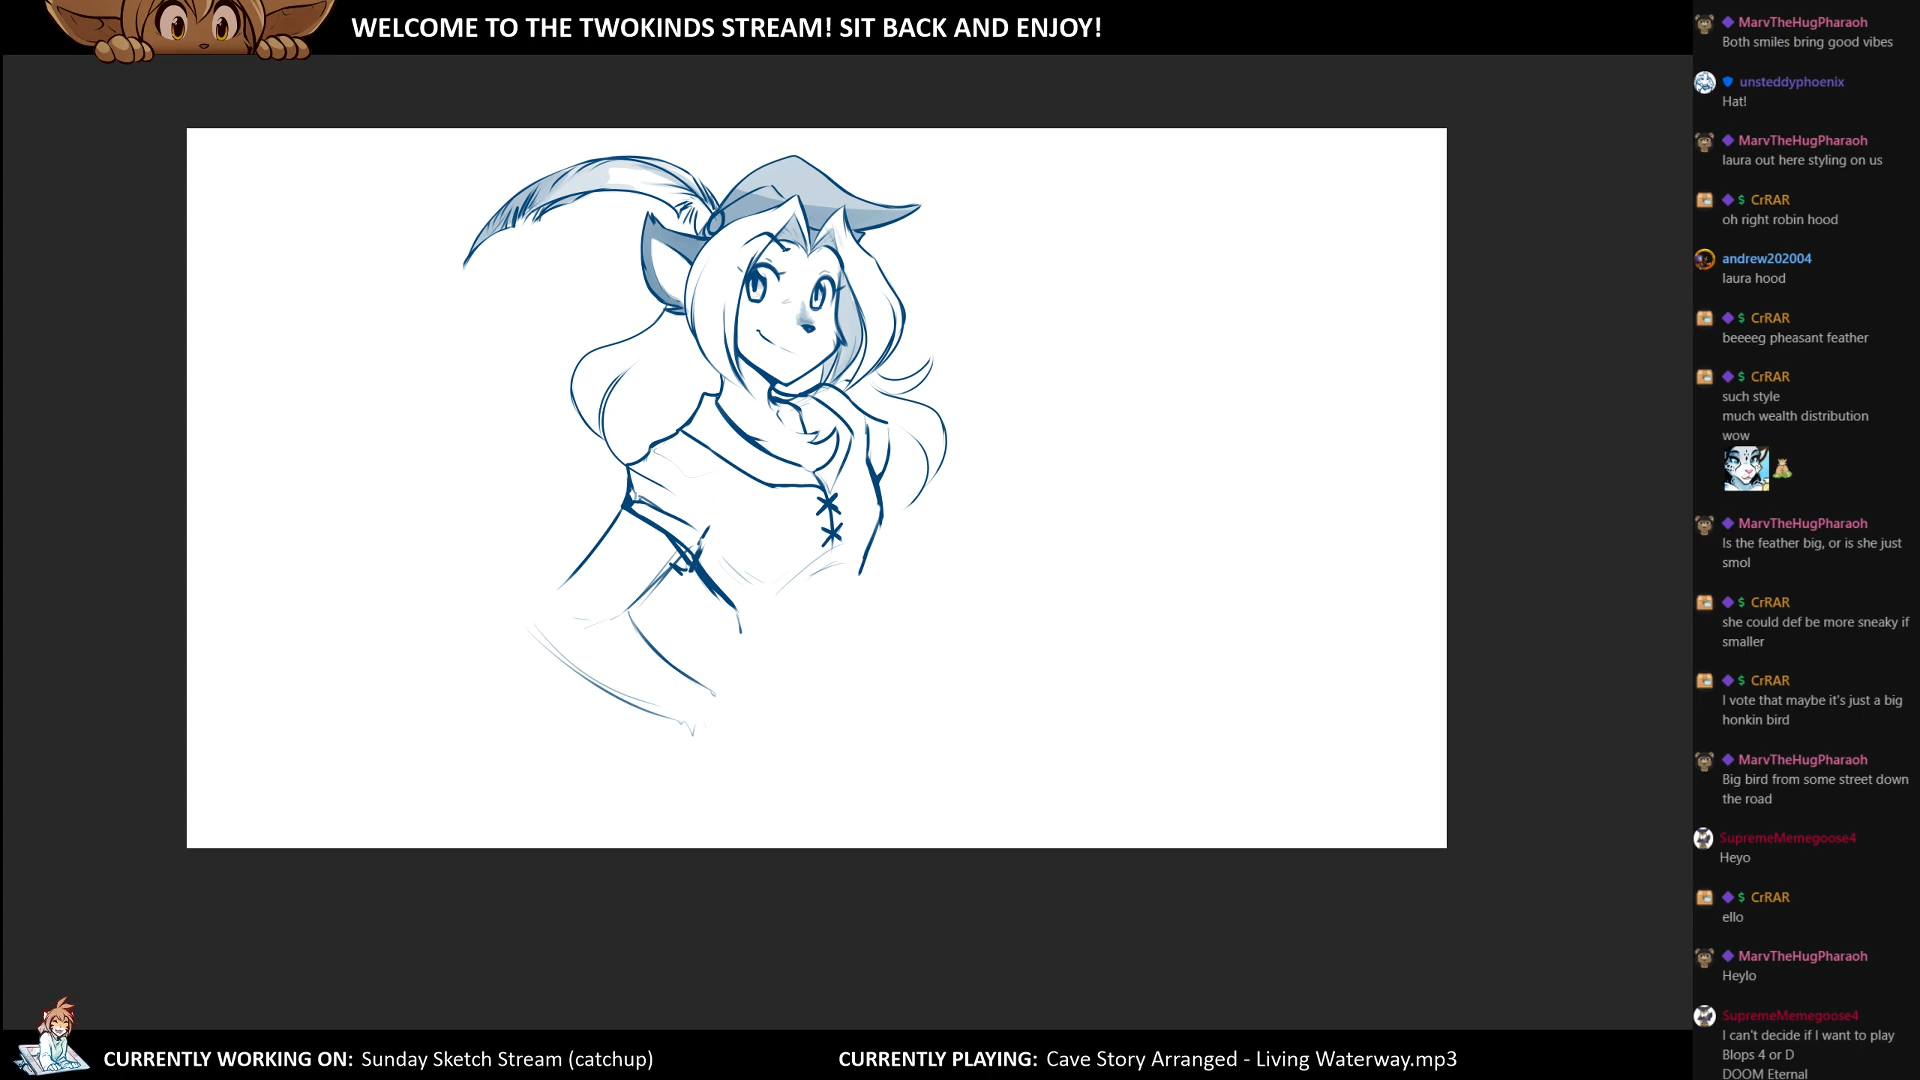 WELCOME TO THE TWOKINDS STREAM! SIT BACK AND ENJOY!
MarvTheHugPharaoh
Both smiles bring good vibes
unsteddyphoenix
Hat!
MarvTheHugPharaoh
laura out here styling on us
$ CrRAR
oh right robin hood
andrew202004
laura hood
$ CrRAR
beeeeg pheasant feather
$ CrRAR
such style
much wealth distribution
wow
MarvTheHugPharaoh
Is the feather big, or is she just
smol
$ CrRAR
she could def be more sneaky if
smaller
$ CrRAR
I vote that maybe it's just a big
honkin bird
MarvTheHugPharaoh
Big bird from some street down
the road
SupremeMemegoose4
Heyo
$ CrRAR
ello
MarvTheHugPharaoh
Heylo
SupremeMemegoose4
I can't decide if I want to play
Blops 4 or D
DOOM Eternal
CURRENTLY WORKING ON: Sunday Sketch Stream (catchup)
CURRENTLY PLAYING: Cave Story Arranged - Living Waterway.mp3